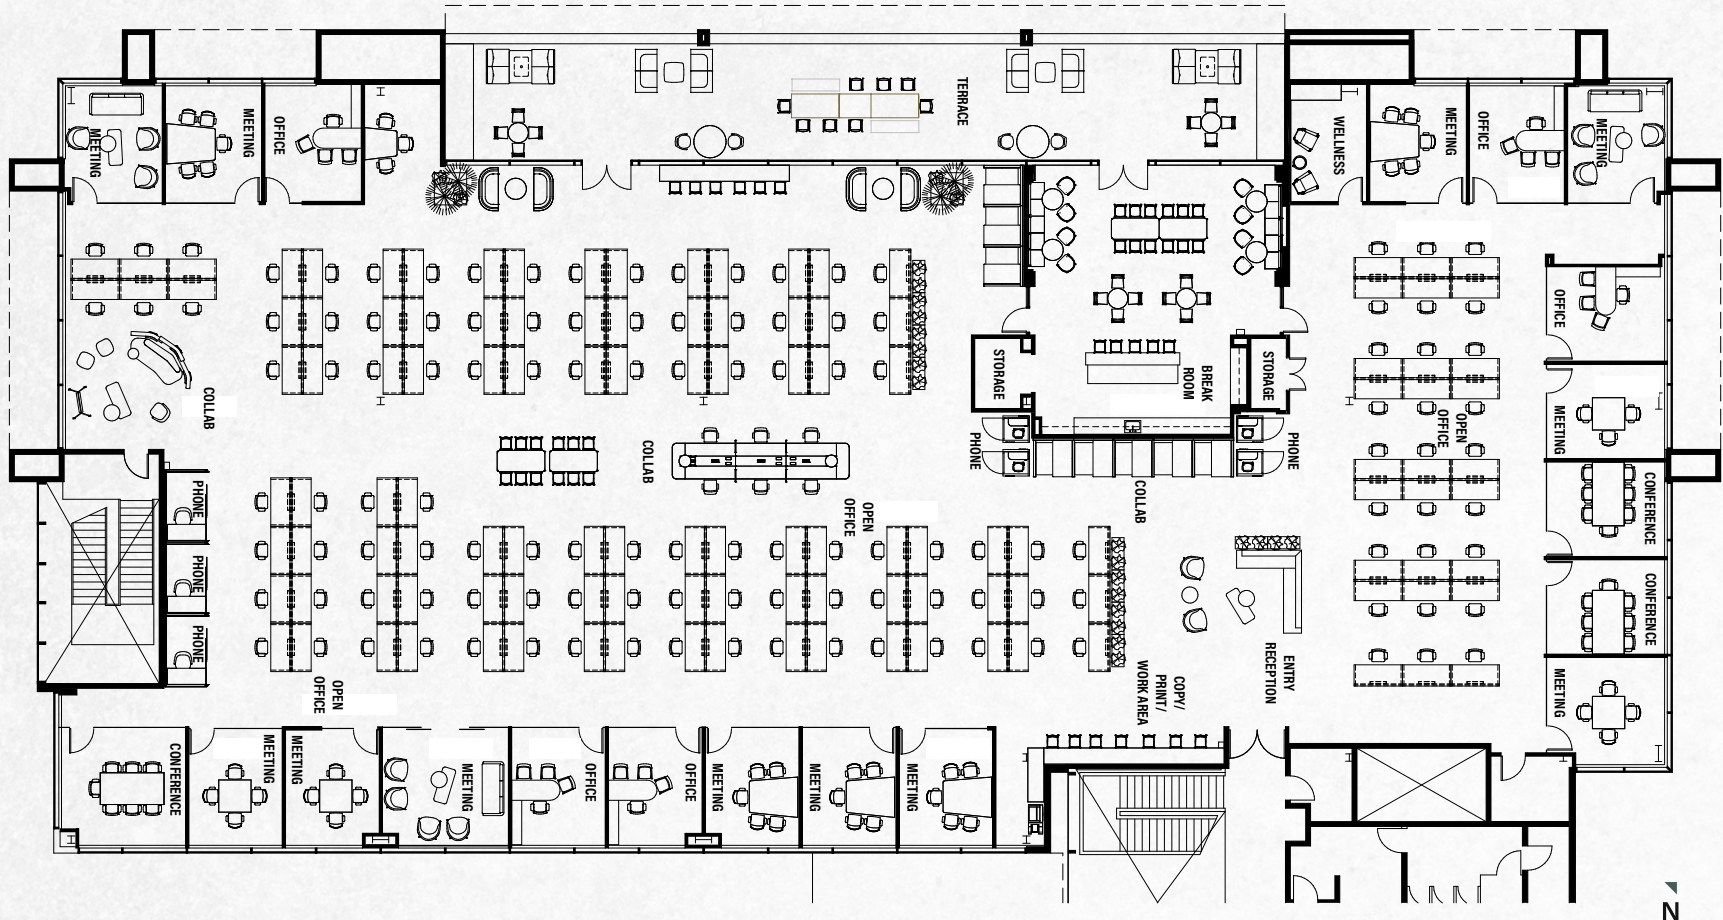 TERRACE
MEETING
MEETING
OFFICE
WELLNESS
MEETING
OFFICE
MEETING
OFFICE
STORAGE
BREAK
ROOM
STORAGE
COLLAB
MEETING
OPEN
OFFICE
COLLAB
PHONE
PHONE
PHONE
COLLAB
CONFERENCE
OPEN
OFFICE
PHONE
PHONE
CONFERENCE
ENTRY
RECEPTION
OPEN
OFFICE
COPY/
PRINT/
WORK AREA
MEETING
CONFERENCE
MEETING
MEETING
MEETING
OFFICE
OFFICE
MEETING
MEETING
MEETING
N